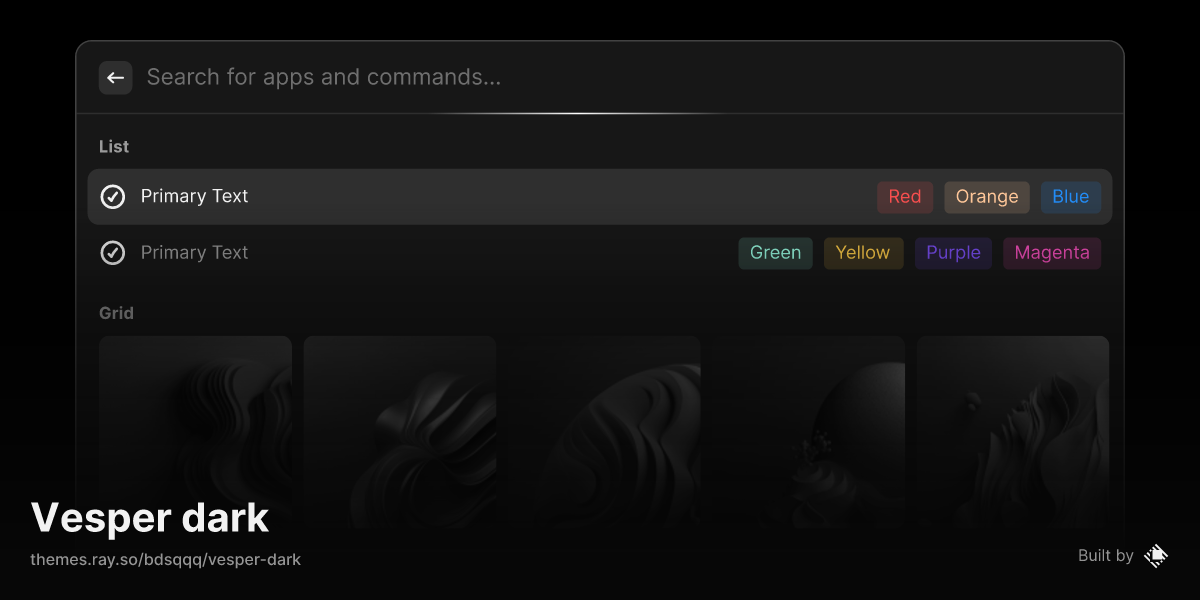 Search for apps and commands...
List
Primary Text Red Orange Blue
Primary Text Green Yellow Purple Magenta
Grid
Vesper dark
themes.ray.so/bdsqqq/vesper-dark
Built by